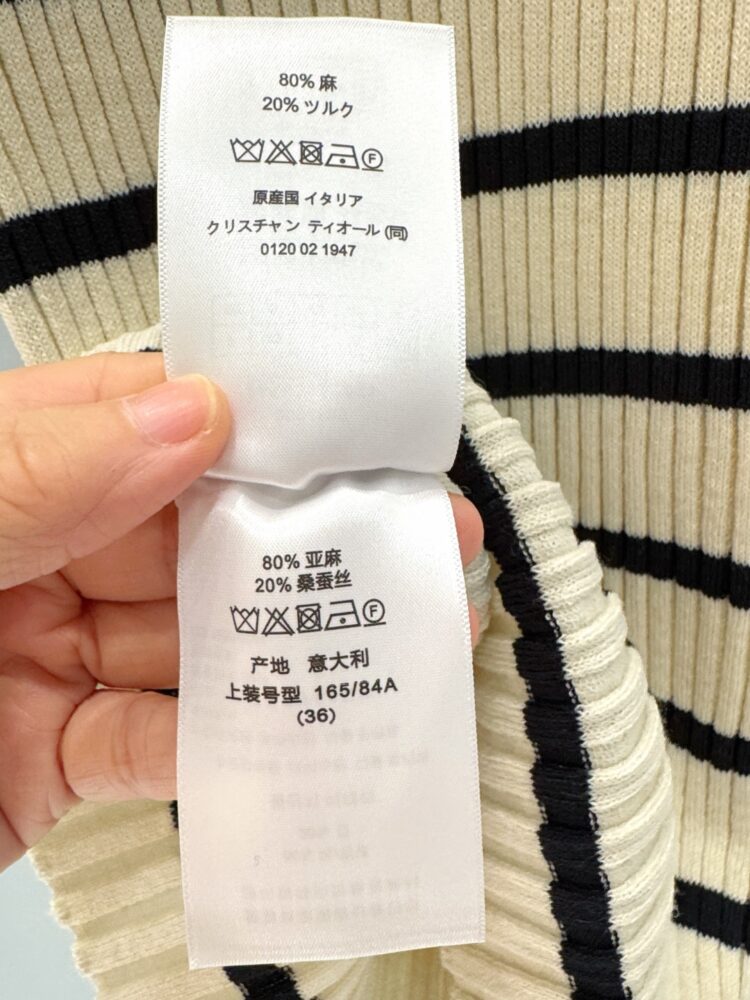 80% 麻
20% ツルク
F
原産国 イタリア
クリスチャン ティオール (同)
0120 02 1947
80% 亚麻
20% 桑蚕丝
F
产地 意大利
上装号型 165/84A
(36)